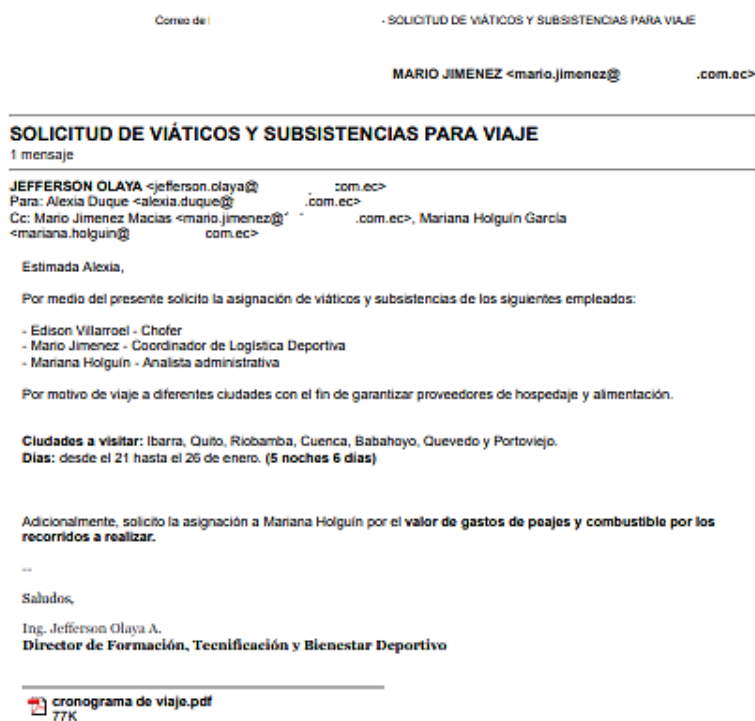 Correo de - SOLICITUD DE VIÁTICOS Y SUBSISTENCIAS PARA VIAJE
MARIO JIMENEZ <mario.jimenez@ .com.ec>
SOLICITUD DE VIÁTICOS Y SUBSISTENCIAS PARA VIAJE
1 mensaje
JEFFERSON OLAYA <jefferson.olaya@ .com.ec>
Para: Alexia Duque <alexia.duque@ .com.ec>
Cc: Mario Jimenez Macias <mario.jimenez@ .com.ec>, Mariana Holguín García
<mariana.holguin@ com.ec>
Estimada Alexia,
Por medio del presente solicito la asignación de viáticos y subsistencias de los siguientes empleados:
- Edison Villarroel - Chofer
- Mario Jimenez - Coordinador de Logística Deportiva
- Mariana Holguín - Analista administrativa
Por motivo de viaje a diferentes ciudades con el fin de garantizar proveedores de hospedaje y alimentación.
Ciudades a visitar: Ibarra, Quito, Riobamba, Cuenca, Babahoyo, Quevedo y Portoviejo.
Días: desde el 21 hasta el 26 de enero. (5 noches 6 días)
Adicionalmente, solicito la asignación a Mariana Holguín por el valor de gastos de peajes y combustible por los
recorridos a realizar.
--
Saludos,
Ing. Jefferson Olaya A.
Director de Formación, Tecnificación y Bienestar Deportivo
cronograma de viaje.pdf
77K